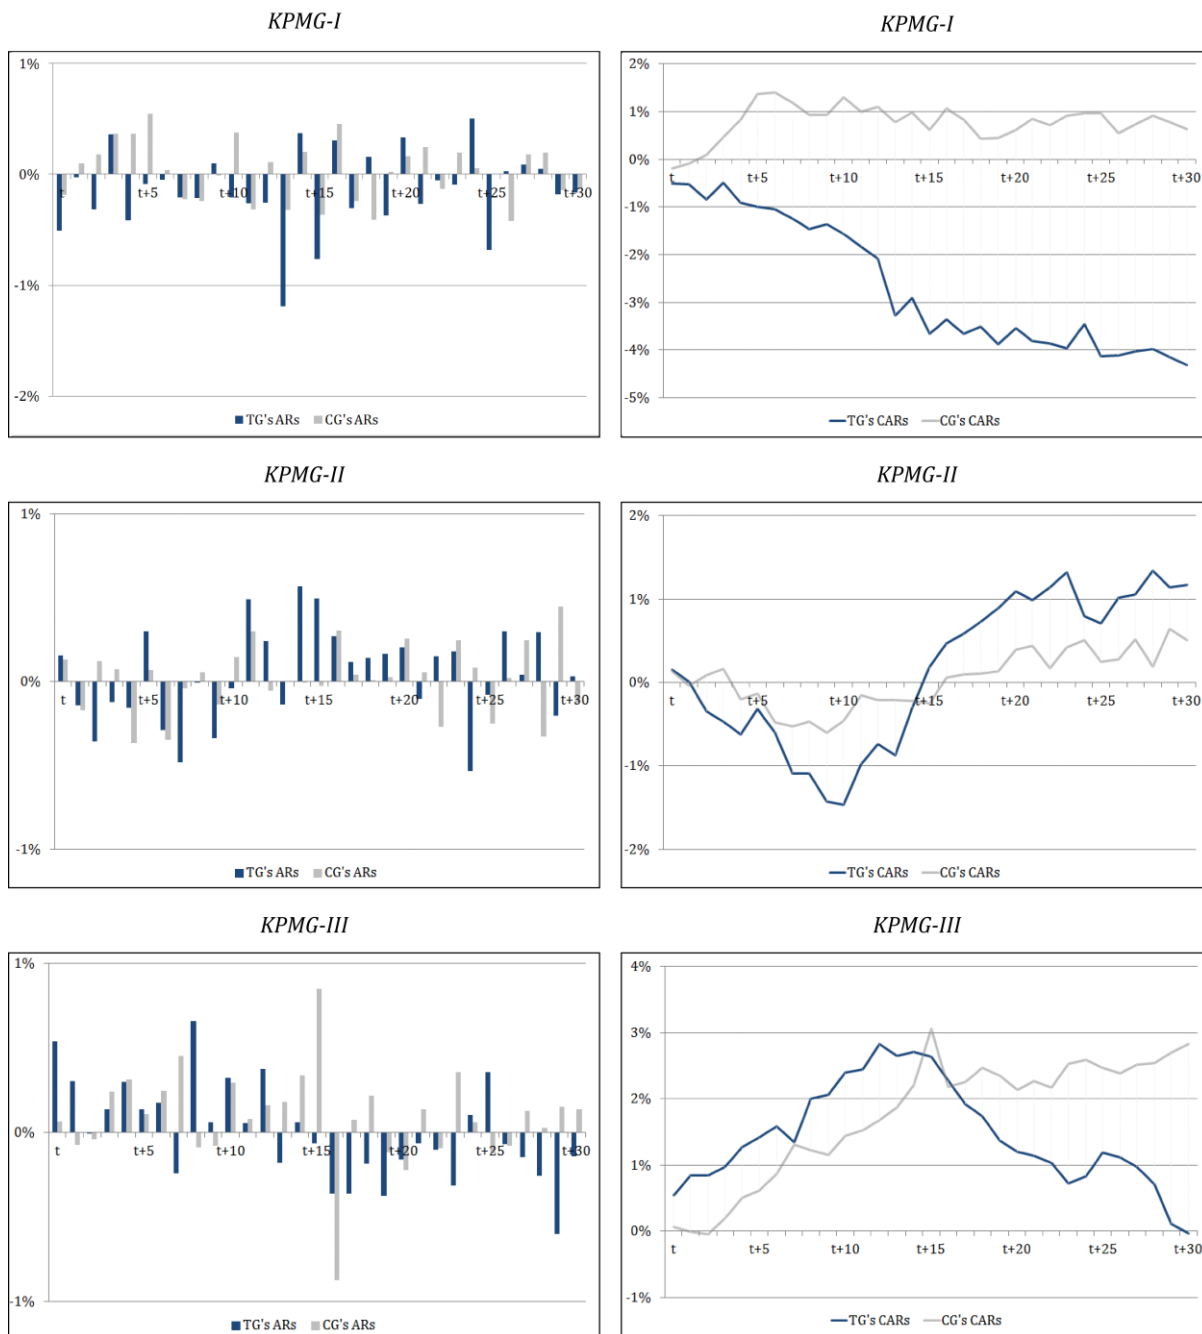 KPMG-I
1%
0%
-1%
-2%
t
t+5
t+10
t+15
t+20
t+25
t+30
TG's ARs
CG's ARs
KPMG-I
2%
1%
0%
-1%
-2%
-3%
-4%
-5%
t
t+5
t+10
t+15
t+20
t+25
t+30
TG's CARs
CG's CARs
KPMG-II
1%
0%
-1%
t
t+5
t+10
t+15
t+20
t+25
t+30
TG's ARs
CG's ARs
KPMG-II
2%
1%
0%
-1%
-2%
t
t+5
t+10
t+15
t+20
t+25
t+30
TG's CARs
CG's CARs
KPMG-III
1%
0%
-1%
t
t+5
t+10
t+15
t+20
t+25
t+30
TG's ARs
CG's ARs
KPMG-III
4%
3%
2%
1%
0%
-1%
t
t+5
t+10
t+15
t+20
t+25
t+30
TG's CARs
CG's CARs